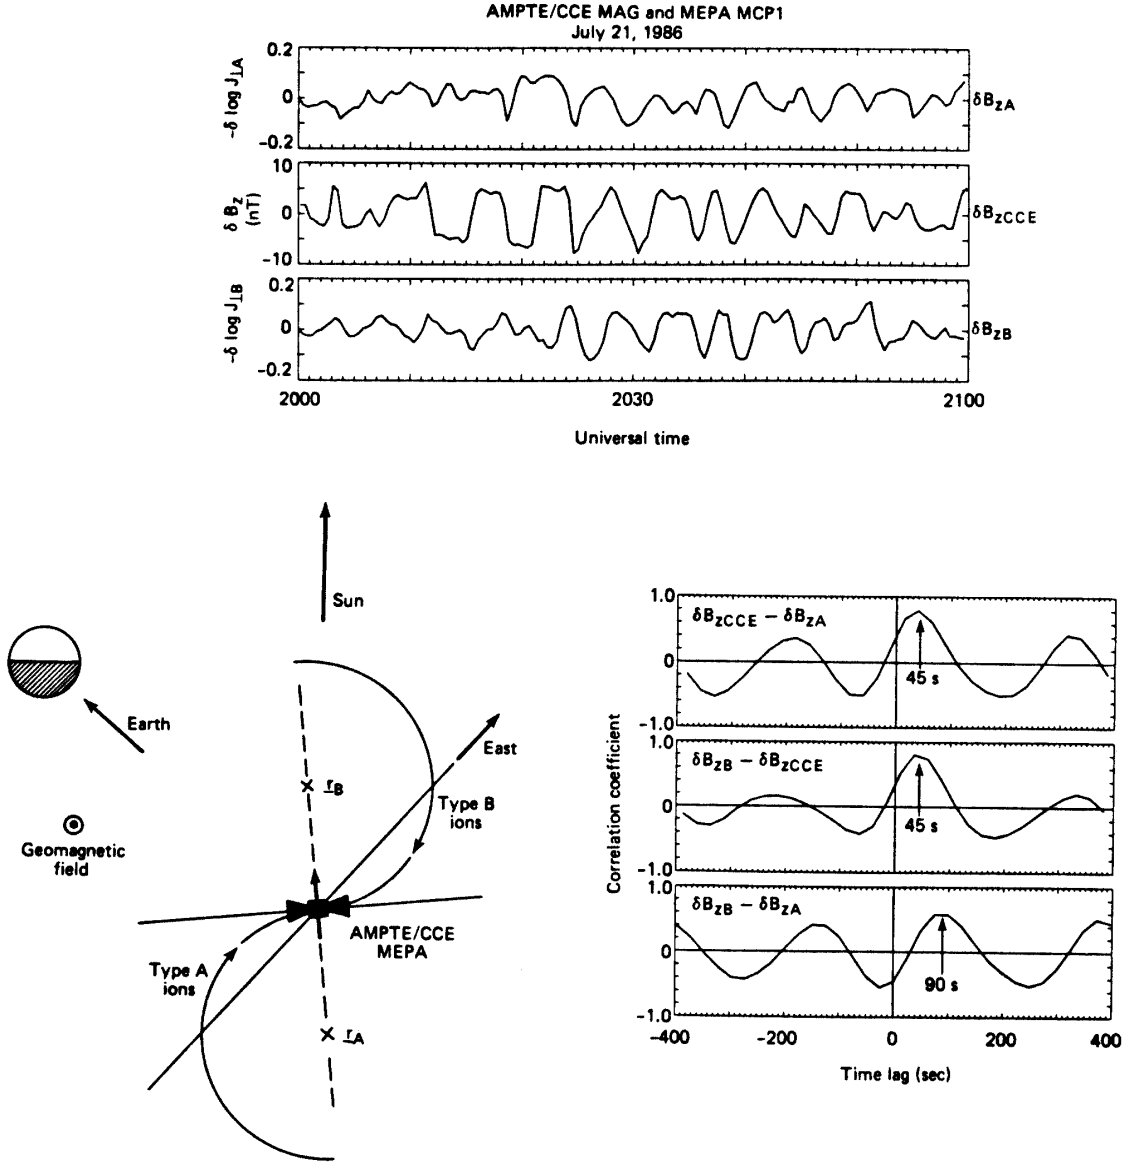 AMPTE/CCE MAG and MEPA MCP1
July 21, 1986
-δ log J⊥A
0.2
0
-0.2
δBzA
δ Bz
(nT)
10
0
-10
δBzCCE
-δ log J⊥B
0.2
0
-0.2
δBzB
2000
2030
2100
Universal time
Sun
Earth
East
rB
Type B
ions
Geomagnetic
field
AMPTE/CCE
MEPA
Type A
ions
rA
Correlation coefficient
1.0
0
-1.0
δBzCCE – δBzA
45 s
1.0
0
-1.0
δBzB – δBzCCE
45 s
1.0
0
-1.0
δBzB – δBzA
90 s
-400
-200
0
200
400
Time lag (sec)